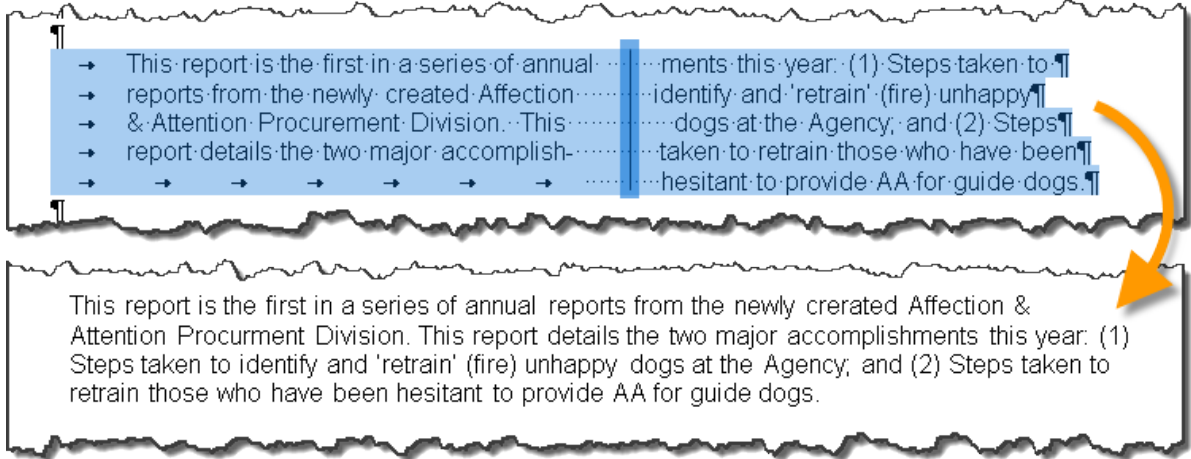 This report is the first in a series of annual ments this year: (1) Steps taken to ¶
reports from the newly created Affection identify and 'retrain' (fire) unhappy¶
& Attention Procurement Division. This dogs at the Agency; and (2) Steps¶
report details the two major accomplish- taken to retrain those who have been¶
hesitant to provide AA for guide dogs.¶
This report is the first in a series of annual reports from the newly crerated Affection &
Attention Procurment Division. This report details the two major accomplishments this year: (1)
Steps taken to identify and 'retrain' (fire) unhappy dogs at the Agency; and (2) Steps taken to
retrain those who have been hesitant to provide AA for guide dogs.